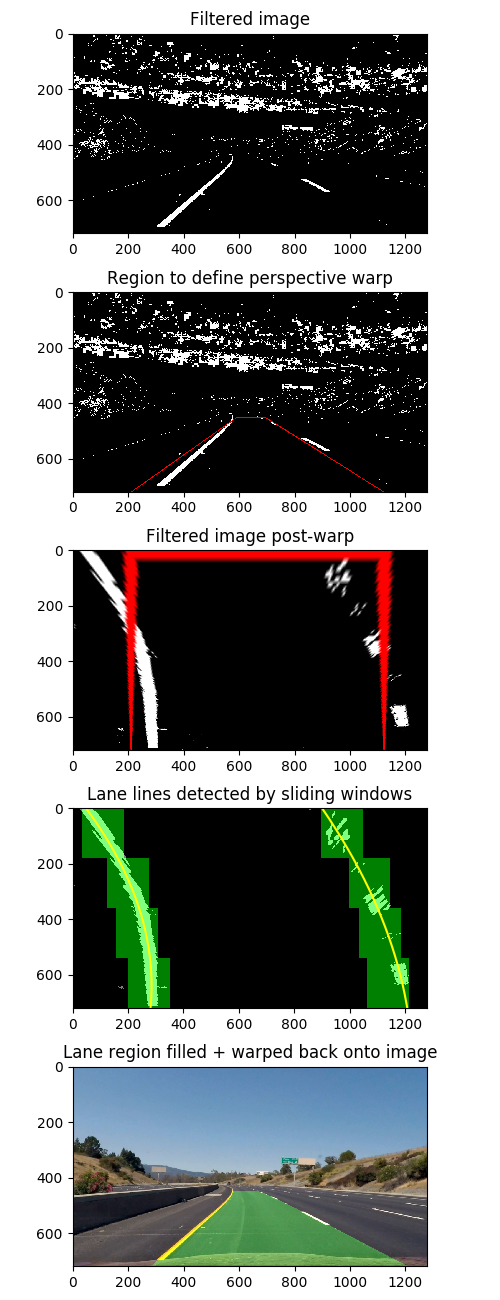 Filtered image
0
200
400
600
0 200 400 600 800 1000 1200
Region to define perspective warp
0
200
400
600
0 200 400 600 800 1000 1200
Filtered image post-warp
0
200
400
600
0 200 400 600 800 1000 1200
Lane lines detected by sliding windows
0
200
400
600
0 200 400 600 800 1000 1200
Lane region filled + warped back onto image
0
200
400
600
0 200 400 600 800 1000 1200